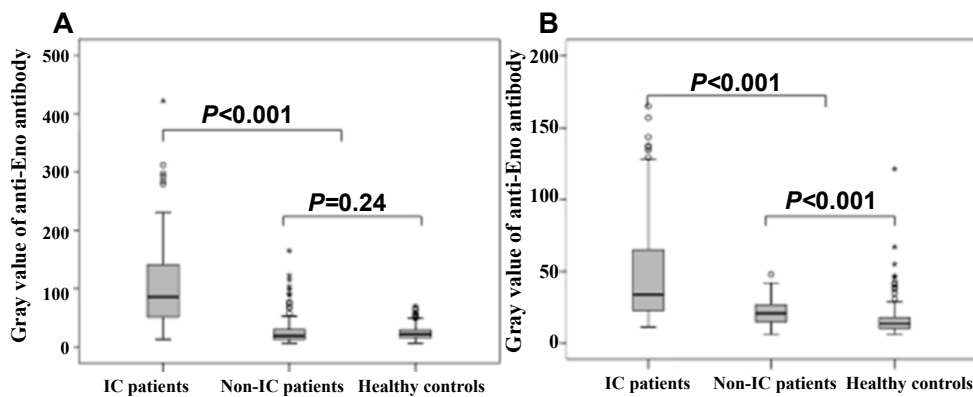 A
Gray value of anti-Eno antibody
500
400
300
200
100
0
P<0.001
P=0.24
IC patients Non-IC patients Healthy controls
B
Gray value of anti-Eno antibody
200
150
100
50
0
P<0.001
P<0.001
IC patients Non-IC patients Healthy controls